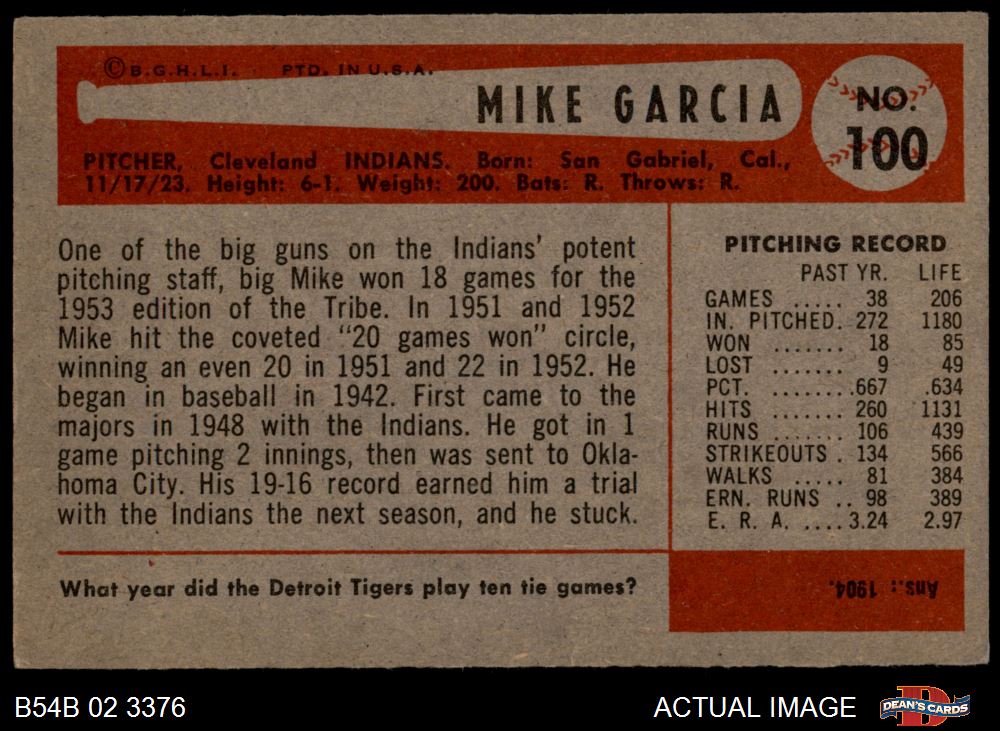 ©B.G.H.L.I. PTD. IN U.S.A.
MIKE GARCIA
NO. 100
PITCHER, Cleveland INDIANS. Born: San Gabriel, Cal.,
11/17/23. Height: 6-1. Weight: 200. Bats: R. Throws: R.
One of the big guns on the Indians' potent
pitching staff, big Mike won 18 games for the
1953 edition of the Tribe. In 1951 and 1952
Mike hit the coveted "20 games won" circle,
winning an even 20 in 1951 and 22 in 1952. He
began in baseball in 1942. First came to the
majors in 1948 with the Indians. He got in 1
game pitching 2 innings, then was sent to Okla-
homa City. His 19-16 record earned him a trial
with the Indians the next season, and he stuck.
PITCHING RECORD
PAST YR. LIFE
GAMES ..... 38 206
IN. PITCHED. 272 1180
WON ....... 18 85
LOST ....... 9 49
PCT. ........ .667 .634
HITS ....... 260 1131
RUNS ...... 106 439
STRIKEOUTS . 134 566
WALKS ..... 81 384
ERN. RUNS .. 98 389
E. R. A. .... 3.24 2.97
What year did the Detroit Tigers play ten tie games?
Ans.: 1904.
B54B 02 3376
ACTUAL IMAGE
D
DEAN'S CARDS